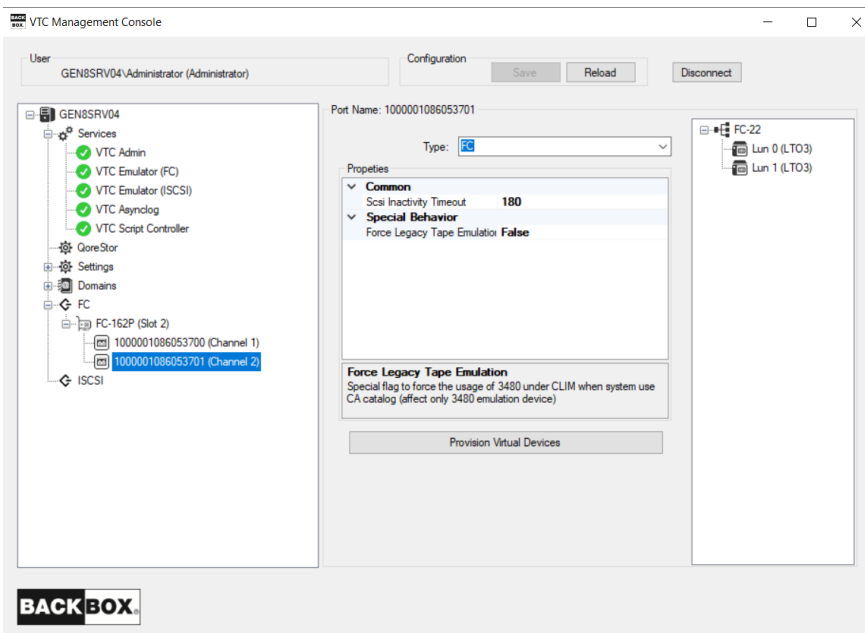 BACK BOX. VTC Management Console
User
GEN8SRV04\Administrator (Administrator)
Configuration
Save
Reload
Disconnect
GEN8SRV04
Services
VTC Admin
VTC Emulator (FC)
VTC Emulator (ISCSI)
VTC Asynclog
VTC Script Controller
QoreStor
Settings
Domains
FC
FC-162P (Slot 2)
1000001086053700 (Channel 1)
1000001086053701 (Channel 2)
ISCSI
Port Name: 1000001086053701
Type: FC
Propeties
Common
Scsi Inactivity Timeout 180
Special Behavior
Force Legacy Tape Emulatio False
Force Legacy Tape Emulation
Special flag to force the usage of 3480 under CLIM when system use
CA catalog (affect only 3480 emulation device)
Provision Virtual Devices
FC-22
Lun 0 (LTO3)
Lun 1 (LTO3)
BACKBOX®